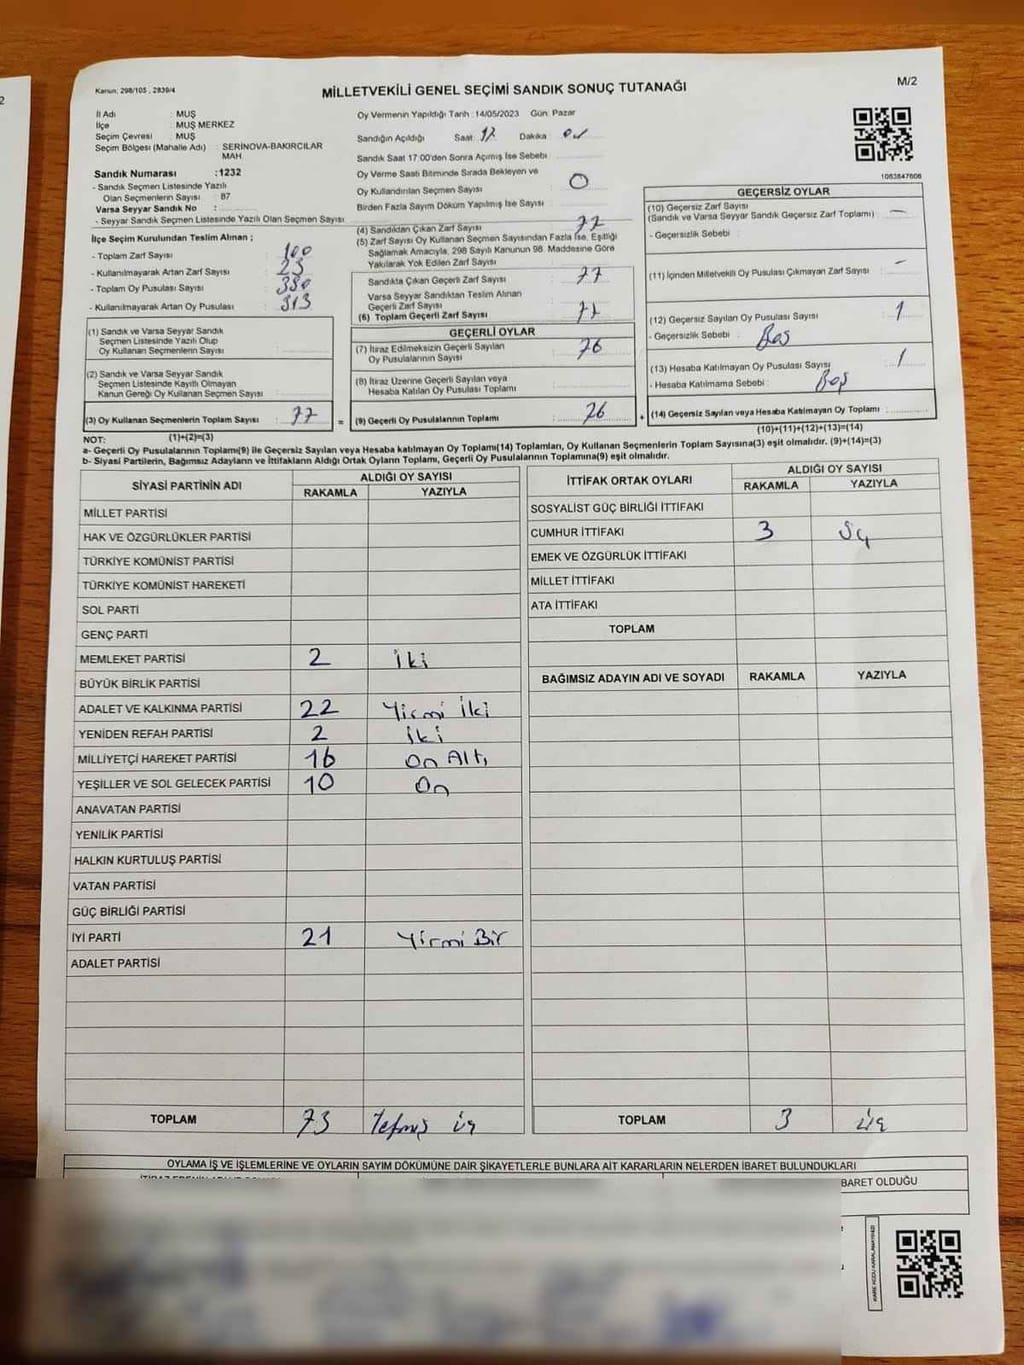 Kanun: 298/105 , 2839/4
M/2
MİLLETVEKİLİ GENEL SEÇİMİ SANDIK SONUÇ TUTANAĞI
İl Adı : MUŞ
İlçe : MUŞ MERKEZ
Seçim Çevresi : MUŞ
Seçim Bölgesi (Mahalle Adı) : SERİNOVA-BAKIRCILAR MAH.
Sandık Numarası :1232
- Sandık Seçmen Listesinde Yazılı
Olan Seçmenlerin Sayısı : 87
Varsa Seyyar Sandık No :
- Seyyar Sandık Seçmen Listesinde Yazılı Olan Seçmen Sayısı
İlçe Seçim Kurulundan Teslim Alınan ;
- Toplam Zarf Sayısı : 100
- Kullanılmayarak Artan Zarf Sayısı : 23
- Toplam Oy Pusulası Sayısı :
- Kullanılmayarak Artan Oy Pusulası : 313
(1) Sandık ve Varsa Seyyar Sandık
Seçmen Listesinde Yazılı Olup
Oy Kullanan Seçmenlerin Sayısı :
(2) Sandık ve Varsa Seyyar Sandık
Seçmen Listesinde Kayıtlı Olmayan
Kanun Gereği Oy Kullanan Seçmen Sayısı :
(3) Oy Kullanan Seçmenlerin Toplam Sayısı : 77 =
Oy Vermenin Yapıldığı Tarih :14/05/2023 Gün: Pazar
Sandığın Açıldığı Saat: 17 Dakika :
Sandık Saat 17:00'den Sonra Açılmış İse Sebebi :
Oy Verme Saati Bitiminde Sırada Bekleyen ve
Oy Kullandırılan Seçmen Sayısı : 0
Birden Fazla Sayım Döküm Yapılmış İse Sayısı :
(4) Sandıktan Çıkan Zarf Sayısı : 77
(5) Zarf Sayısı Oy Kullanan Seçmen Sayısından Fazla İse, Eşitliği
Sağlamak Amacıyla, 298 Sayılı Kanunun 98. Maddesine Göre
Yakılarak Yok Edilen Zarf Sayısı :
Sandıkta Çıkan Geçerli Zarf Sayısı : 77
Varsa Seyyar Sandıktan Teslim Alınan
Geçerli Zarf Sayısı
(6) Toplam Geçerli Zarf Sayısı : 77
GEÇERLİ OYLAR
(7) İtiraz Edilmeksizin Geçerli Sayılan
Oy Pusulalarının Sayısı : 76
(8) İtiraz Üzerine Geçerli Sayılan veya
Hesaba Katılan Oy Pusulası Toplamı :
(9) Geçerli Oy Pusulalarının Toplamı : 76 +
1083847606
GEÇERSİZ OYLAR
(10) Geçersiz Zarf Sayısı
(Sandık ve Varsa Seyyar Sandık Geçersiz Zarf Toplamı) : —
- Geçersizlik Sebebi :
(11) İçinden Milletvekili Oy Pusulası Çıkmayan Zarf Sayısı : —
(12) Geçersiz Sayılan Oy Pusulası Sayısı : 1
- Geçersizlik Sebebi : Boş
(13) Hesaba Katılmayan Oy Pusulası Sayısı : 1
- Hesaba Katılmama Sebebi : Boş
(14) Geçersiz Sayılan veya Hesaba Katılmayan Oy Toplamı :
NOT: (1)+(2)=(3)
(10)+(11)+(12)+(13)=(14)
a- Geçerli Oy Pusulalarının Toplamı(9) ile Geçersiz Sayılan veya Hesaba katılmayan Oy Toplamı(14) Toplamları, Oy Kullanan Seçmenlerin Toplam Sayısına(3) eşit olmalıdır. (9)+(14)=(3)
b- Siyasi Partilerin, Bağımsız Adayların ve İttifakların Aldığı Ortak Oyların Toplamı, Geçerli Oy Pusulalarının Toplamına(9) eşit olmalıdır.
SİYASİ PARTİNİN ADI ALDIĞI OY SAYISI
RAKAMLA YAZIYLA
MİLLET PARTİSİ
HAK VE ÖZGÜRLÜKLER PARTİSİ
TÜRKİYE KOMÜNİST PARTİSİ
TÜRKİYE KOMÜNİST HAREKETİ
SOL PARTİ
GENÇ PARTİ
MEMLEKET PARTİSİ 2 iki
BÜYÜK BİRLİK PARTİSİ
ADALET VE KALKINMA PARTİSİ 22 Yirmi İki
YENİDEN REFAH PARTİSİ 2 iki
MİLLİYETÇİ HAREKET PARTİSİ 16 On Altı
YEŞİLLER VE SOL GELECEK PARTİSİ 10 On
ANAVATAN PARTİSİ
YENİLİK PARTİSİ
HALKIN KURTULUŞ PARTİSİ
VATAN PARTİSİ
GÜÇ BİRLİĞİ PARTİSİ
İYİ PARTİ 21 Yirmi Bir
ADALET PARTİSİ
TOPLAM 73 Yetmiş üç
İTTİFAK ORTAK OYLARI ALDIĞI OY SAYISI
RAKAMLA YAZIYLA
SOSYALİST GÜÇ BİRLİĞİ İTTİFAKI
CUMHUR İTTİFAKI 3 üç
EMEK VE ÖZGÜRLÜK İTTİFAKI
MİLLET İTTİFAKI
ATA İTTİFAKI
TOPLAM
BAĞIMSIZ ADAYIN ADI VE SOYADI RAKAMLA YAZIYLA
TOPLAM 3 üç
OYLAMA İŞ VE İŞLEMLERİNE VE OYLARIN SAYIM DÖKÜMÜNE DAİR ŞİKAYETLERLE BUNLARA AİT KARARLARIN NELERDEN İBARET BULUNDUKLARI
BARET OLDUĞU